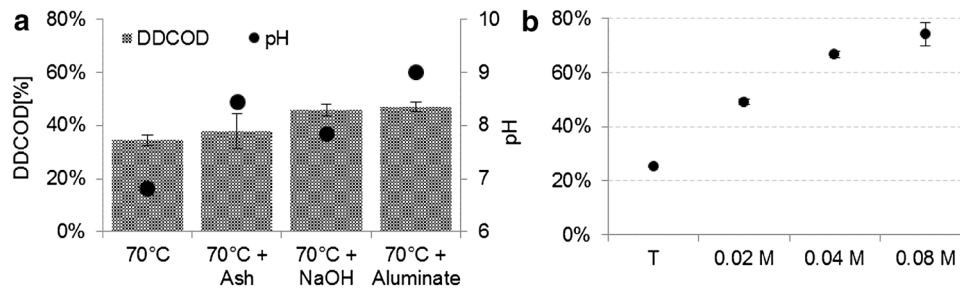 a
80%
60%
40%
20%
0%
DDCOD[%]
DDCOD
pH
10
9
8
7
6
pH
70°C
70°C +
Ash
70°C +
NaOH
70°C +
Aluminate
b
80%
60%
40%
20%
0%
T
0.02 M
0.04 M
0.08 M